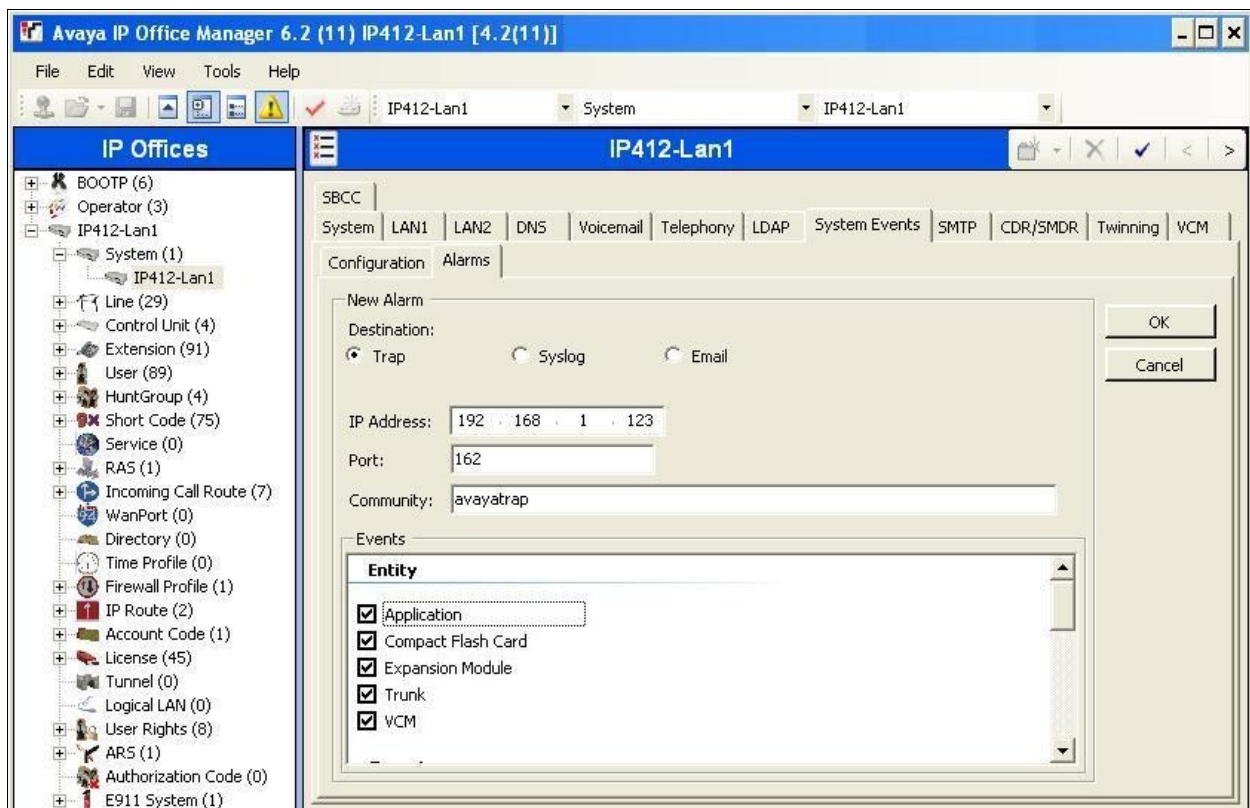 Avaya IP Office Manager 6.2 (11) IP412-Lan1 [4.2(11)]
File Edit View Tools Help
IP412-Lan1 System IP412-Lan1
IP Offices
BOOTP (6)
Operator (3)
IP412-Lan1
System (1)
IP412-Lan1
Line (29)
Control Unit (4)
Extension (91)
User (89)
HuntGroup (4)
Short Code (75)
Service (0)
RAS (1)
Incoming Call Route (7)
WanPort (0)
Directory (0)
Time Profile (0)
Firewall Profile (1)
IP Route (2)
Account Code (1)
License (45)
Tunnel (0)
Logical LAN (0)
User Rights (8)
ARS (1)
Authorization Code (0)
E911 System (1)
IP412-Lan1
SBCC
System LAN1 LAN2 DNS Voicemail Telephony LDAP System Events SMTP CDR/SMDR Twinning VCM
Configuration Alarms
New Alarm
Destination:
Trap Syslog Email
IP Address: 192 . 168 . 1 . 123
Port: 162
Community: avayatrap
Events
Entity
Application
Compact Flash Card
Expansion Module
Trunk
VCM
OK
Cancel